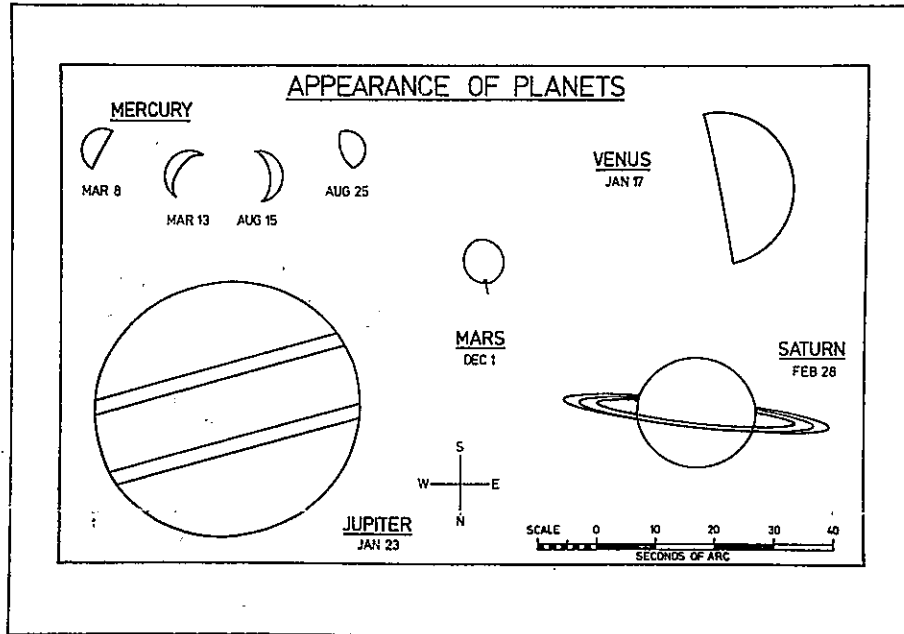 APPEARANCE OF PLANETS
MERCURY
MAR 8
MAR 13
AUG 15
AUG 25
VENUS
JAN 17
MARS
DEC 1
SATURN
FEB 28
JUPITER
JAN 23
S
W E
N
SCALE 0 10 20 30 40
SECONDS OF ARC